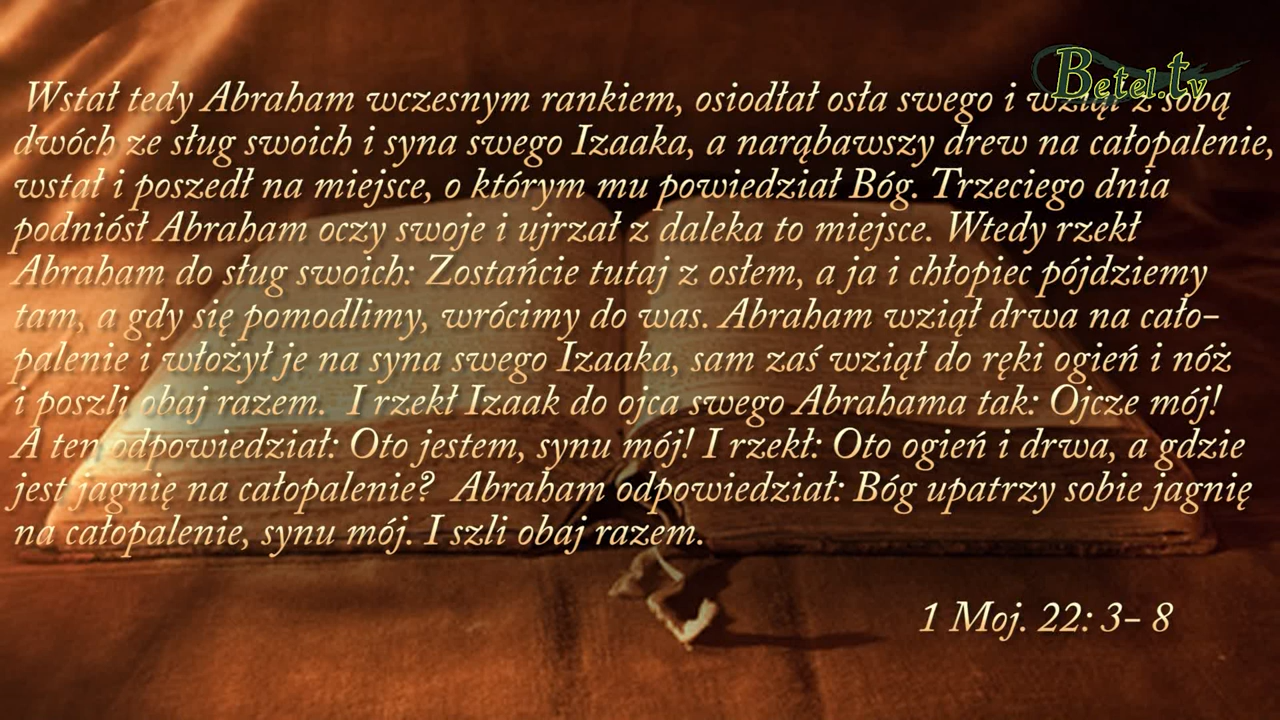 Betel.tv
Wstał tedy Abraham wczesnym rankiem, osiodłał osła swego i wziął z sobą
dwóch ze sług swoich i syna swego Izaaka, a narąbawszy drew na całopalenie,
wstał i poszedł na miejsce, o którym mu powiedział Bóg. Trzeciego dnia
podniósł Abraham oczy swoje i ujrzał z daleka to miejsce. Wtedy rzekł
Abraham do sług swoich: Zostańcie tutaj z osłem, a ja i chłopiec pójdziemy
tam, a gdy się pomodlimy, wrócimy do was. Abraham wziął drwa na cało-
palenie i włożył je na syna swego Izaaka, sam zaś wziął do ręki ogień i nóż
i poszli obaj razem. I rzekł Izaak do ojca swego Abrahama tak: Ojcze mój!
A ten odpowiedział: Oto jestem, synu mój! I rzekł: Oto ogień i drwa, a gdzie
jest jagnię na całopalenie? Abraham odpowiedział: Bóg upatrzy sobie jagnię
na całopalenie, synu mój. I szli obaj razem.
1 Moj. 22: 3- 8